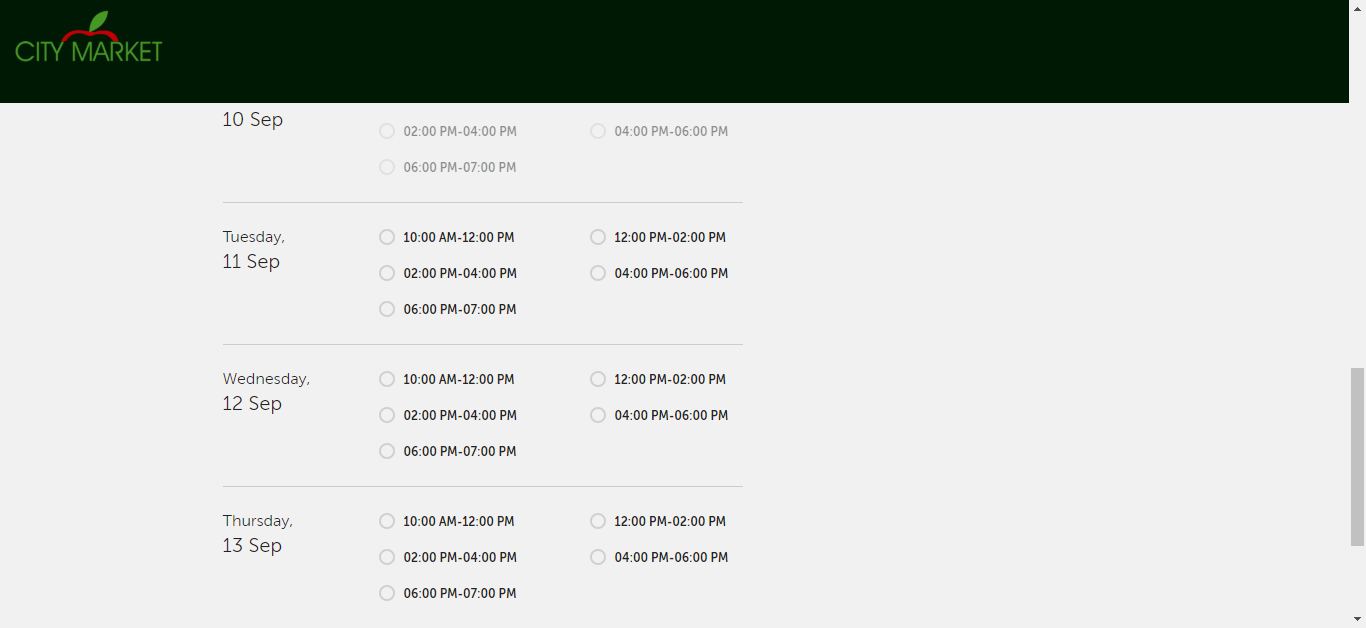 CITY MARKET
10 Sep
02:00 PM-04:00 PM
04:00 PM-06:00 PM
06:00 PM-07:00 PM
Tuesday,
11 Sep
10:00 AM-12:00 PM
12:00 PM-02:00 PM
02:00 PM-04:00 PM
04:00 PM-06:00 PM
06:00 PM-07:00 PM
Wednesday,
12 Sep
10:00 AM-12:00 PM
12:00 PM-02:00 PM
02:00 PM-04:00 PM
04:00 PM-06:00 PM
06:00 PM-07:00 PM
Thursday,
13 Sep
10:00 AM-12:00 PM
12:00 PM-02:00 PM
02:00 PM-04:00 PM
04:00 PM-06:00 PM
06:00 PM-07:00 PM